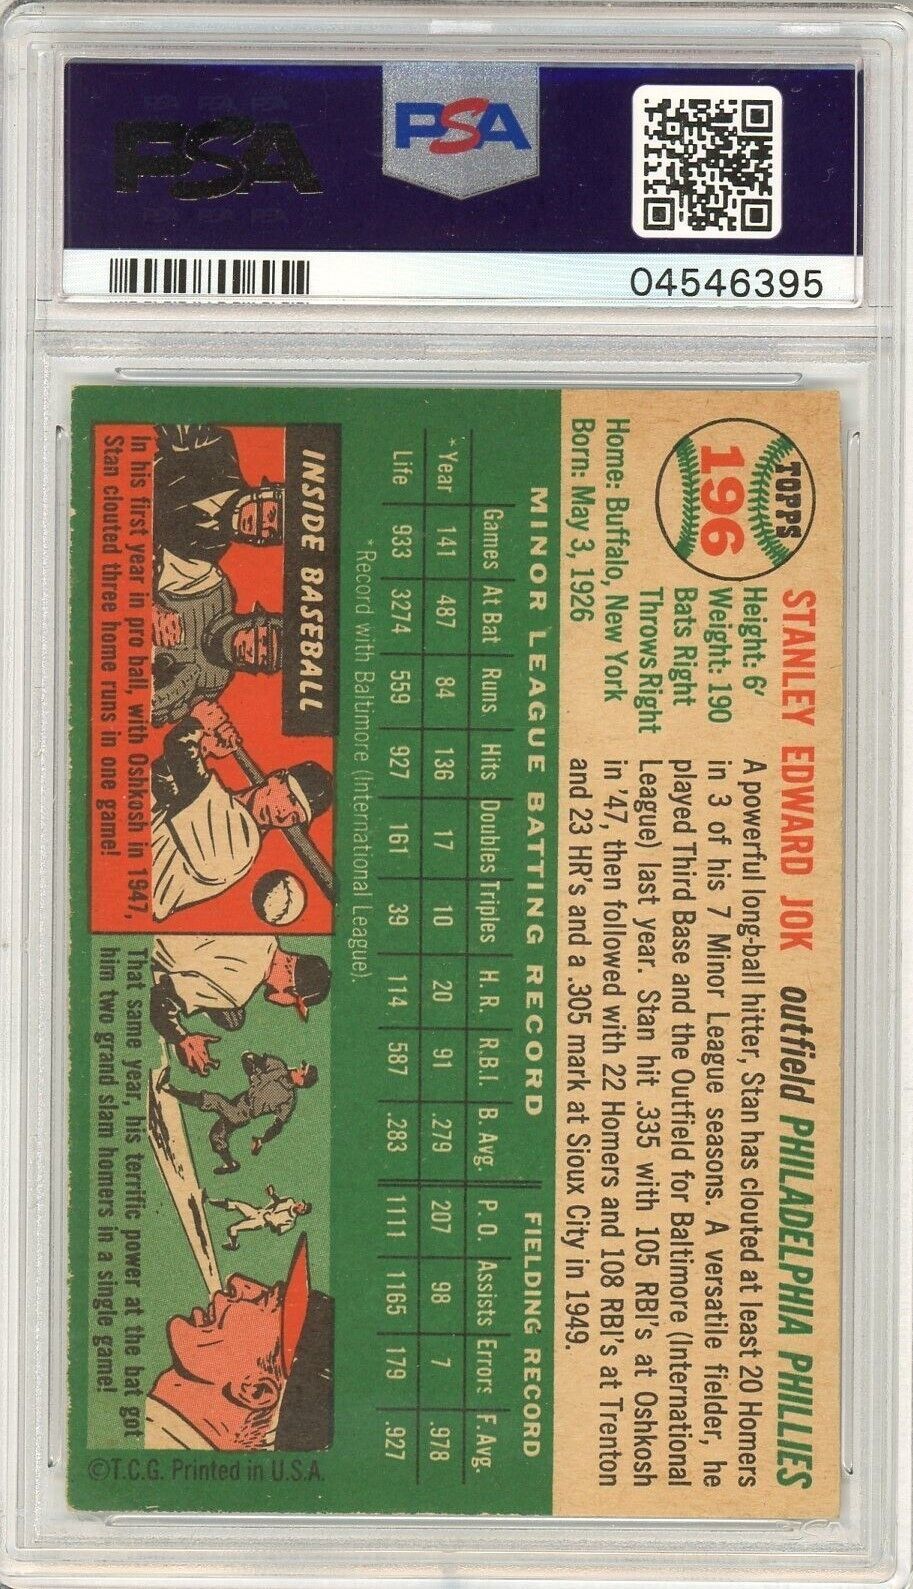 PSA
PSA
04546395
TOPPS
196
STANLEY EDWARD JOK outfield PHILADELPHIA PHILLIES
Height: 6'
Weight: 190
Bats Right
Throws Right
Home: Buffalo, New York
Born: May 3, 1926
A powerful long-ball hitter, Stan has clouted at least 20 Homers
in 3 of his 7 Minor League seasons. A versatile fielder, he
played Third Base and the Outfield for Baltimore (International
League) last year. Stan hit .335 with 105 RBI's at Oshkosh
in '47, then followed with 22 Homers and 108 RBI's at Trenton
and 23 HR's and a .305 mark at Sioux City in 1949.
MINOR LEAGUE BATTING RECORD FIELDING RECORD
Games At Bat Runs Hits Doubles Triples H. R. R.B.I. B. Avg. P. O. Assists Errors F. Avg.
*Year 141 487 84 136 17 10 20 91 .279 207 98 7 .978
Life 933 3274 559 927 161 39 114 587 .283 1111 1165 179 .927
*Record with Baltimore (International League).
INSIDE BASEBALL
In his first year in pro ball, with Oshkosh in 1947,
Stan clouted three home runs in one game!
That same year, his terrific power at the bat got
him two grand slam homers in a single game!
©T.C.G. Printed in U.S.A.